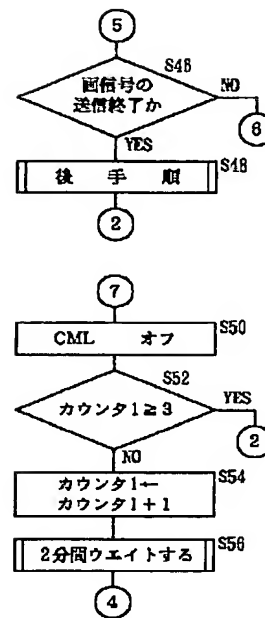 5
S46
画信号の
送信終了か
NO
6
YES
S48
後 手 順
2
7
CML オフ
S50
S52
カウンタ1≧3
YES
2
NO
S54
カウンタ1←
カウンタ1+1
S56
2分間ウエイトする
4